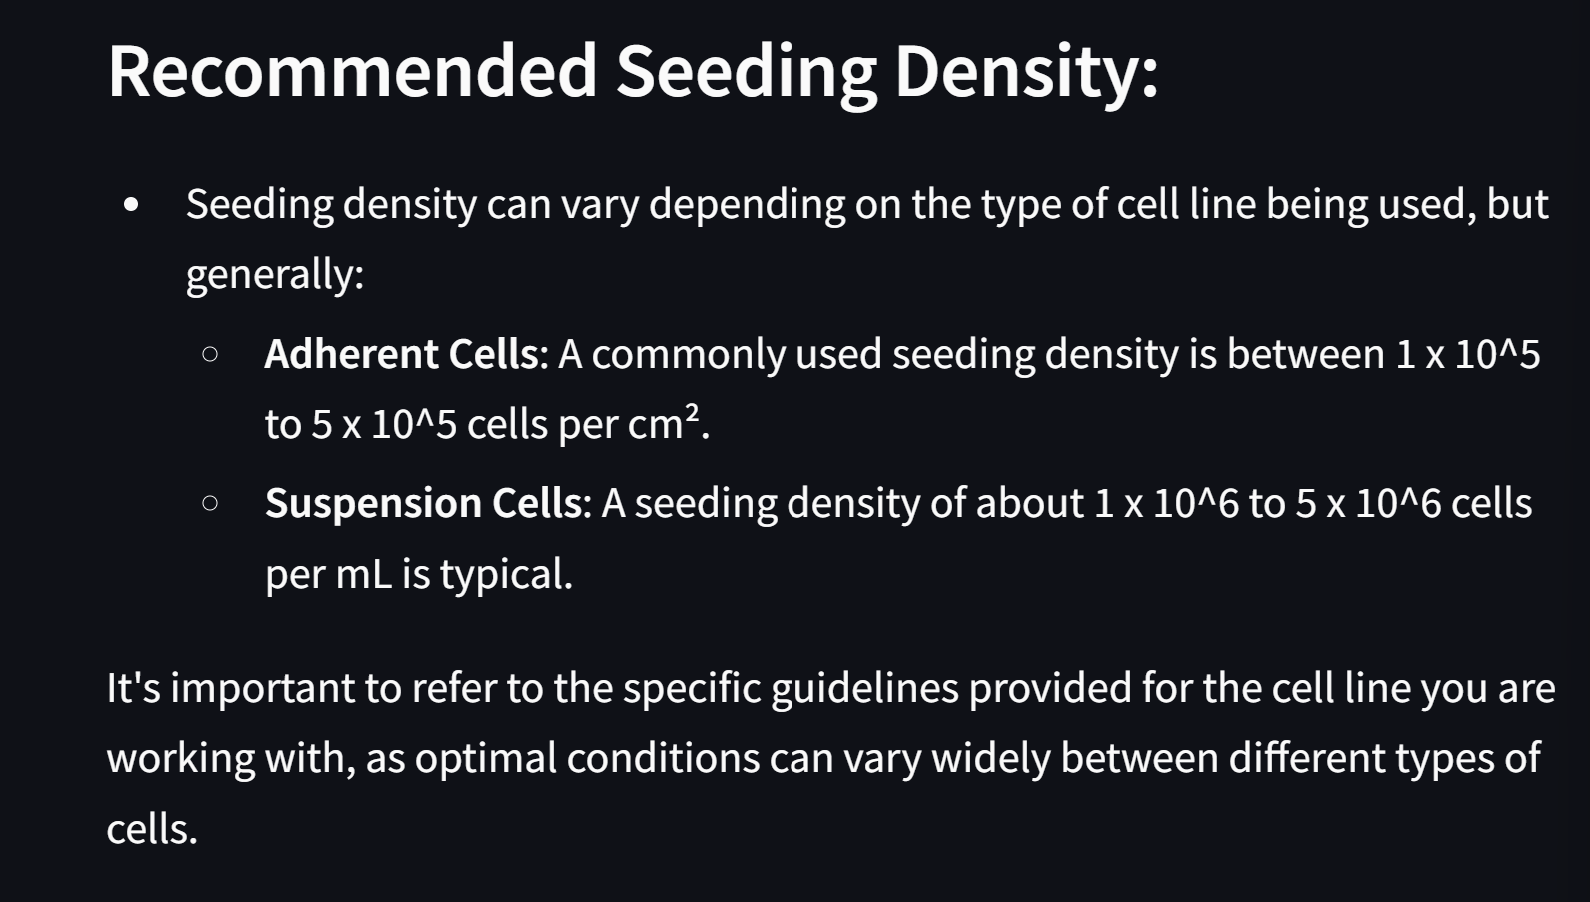 Recommended Seeding Density:
• Seeding density can vary depending on the type of cell line being used, but
generally:
○ Adherent Cells: A commonly used seeding density is between 1 x 10^5
to 5 x 10^5 cells per cm².
○ Suspension Cells: A seeding density of about 1 x 10^6 to 5 x 10^6 cells
per mL is typical.
It's important to refer to the specific guidelines provided for the cell line you are
working with, as optimal conditions can vary widely between different types of
cells.